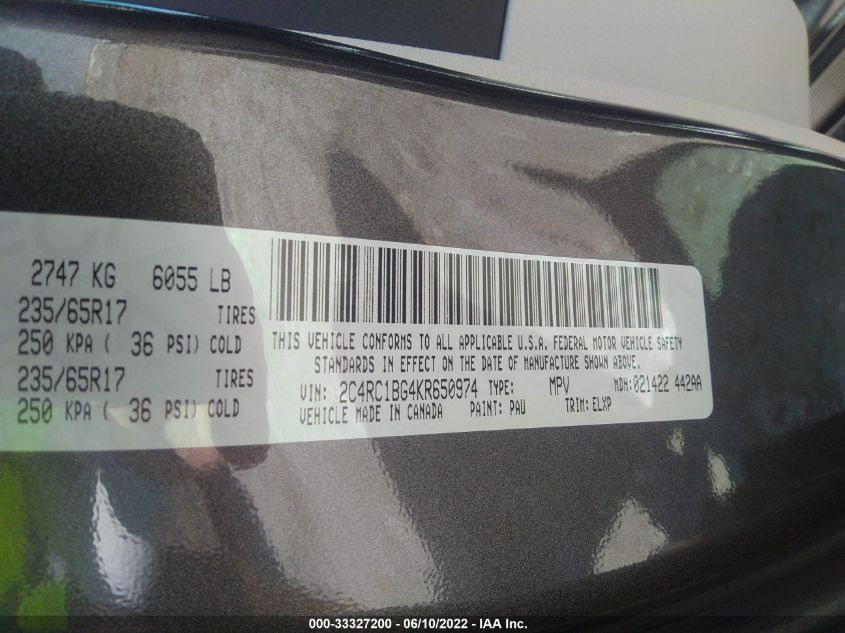 2747 KG 6055 LB
235/65R17 TIRES
250 KPA ( 36 PSI) COLD
235/65R17 TIRES
250 KPA ( 36 PSI) COLD
THIS VEHICLE CONFORMS TO ALL APPLICABLE U.S.A. FEDERAL MOTOR VEHICLE SAFETY
STANDARDS IN EFFECT ON THE DATE OF MANUFACTURE SHOWN ABOVE.
VIN: 2C4RC1BG4KR650974 TYPE: MPV MDH:021422 442AA
VEHICLE MADE IN CANADA PAINT: PAU TRIM: ELXP
000-33327200 - 06/10/2022 - IAA Inc.